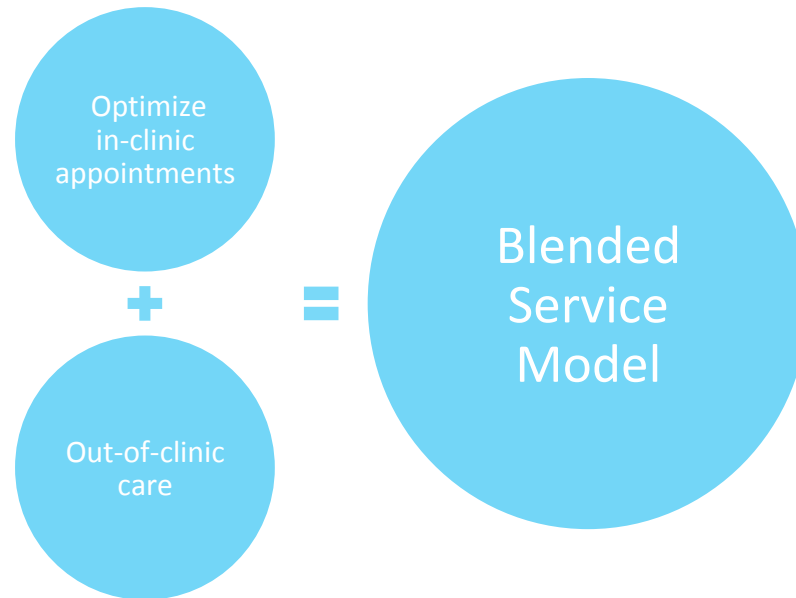 Optimize
in-clinic
appointments
+
=
Out-of-clinic
care
Blended
Service
Model